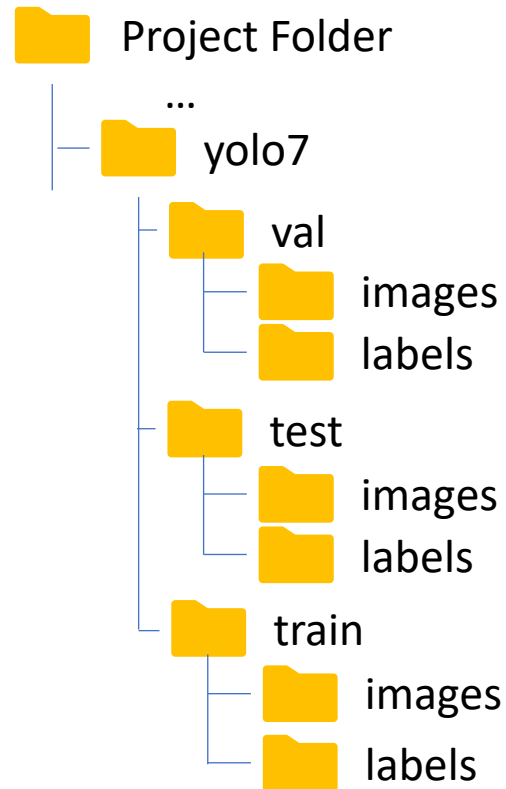 Project Folder
...
yolo7
val
images
labels
test
images
labels
train
images
labels